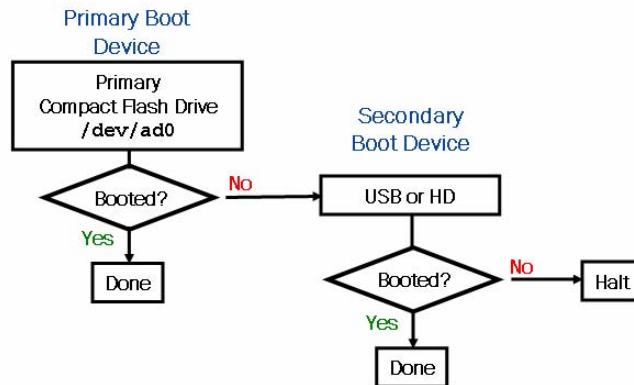 Primary Boot
Device
Primary
Compact Flash Drive
/dev/ad0
Booted?
No
Yes
Done
Secondary
Boot Device
USB or HD
Booted?
No
Halt
Yes
Done